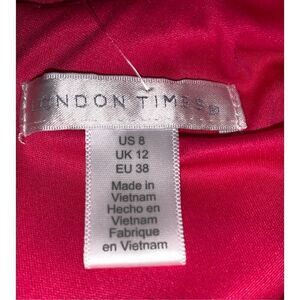 LONDON TIMES
US 8
UK 12
EU 38
Made in
Vietnam
Hecho en
Vietnam
Fabrique
en Vietnam